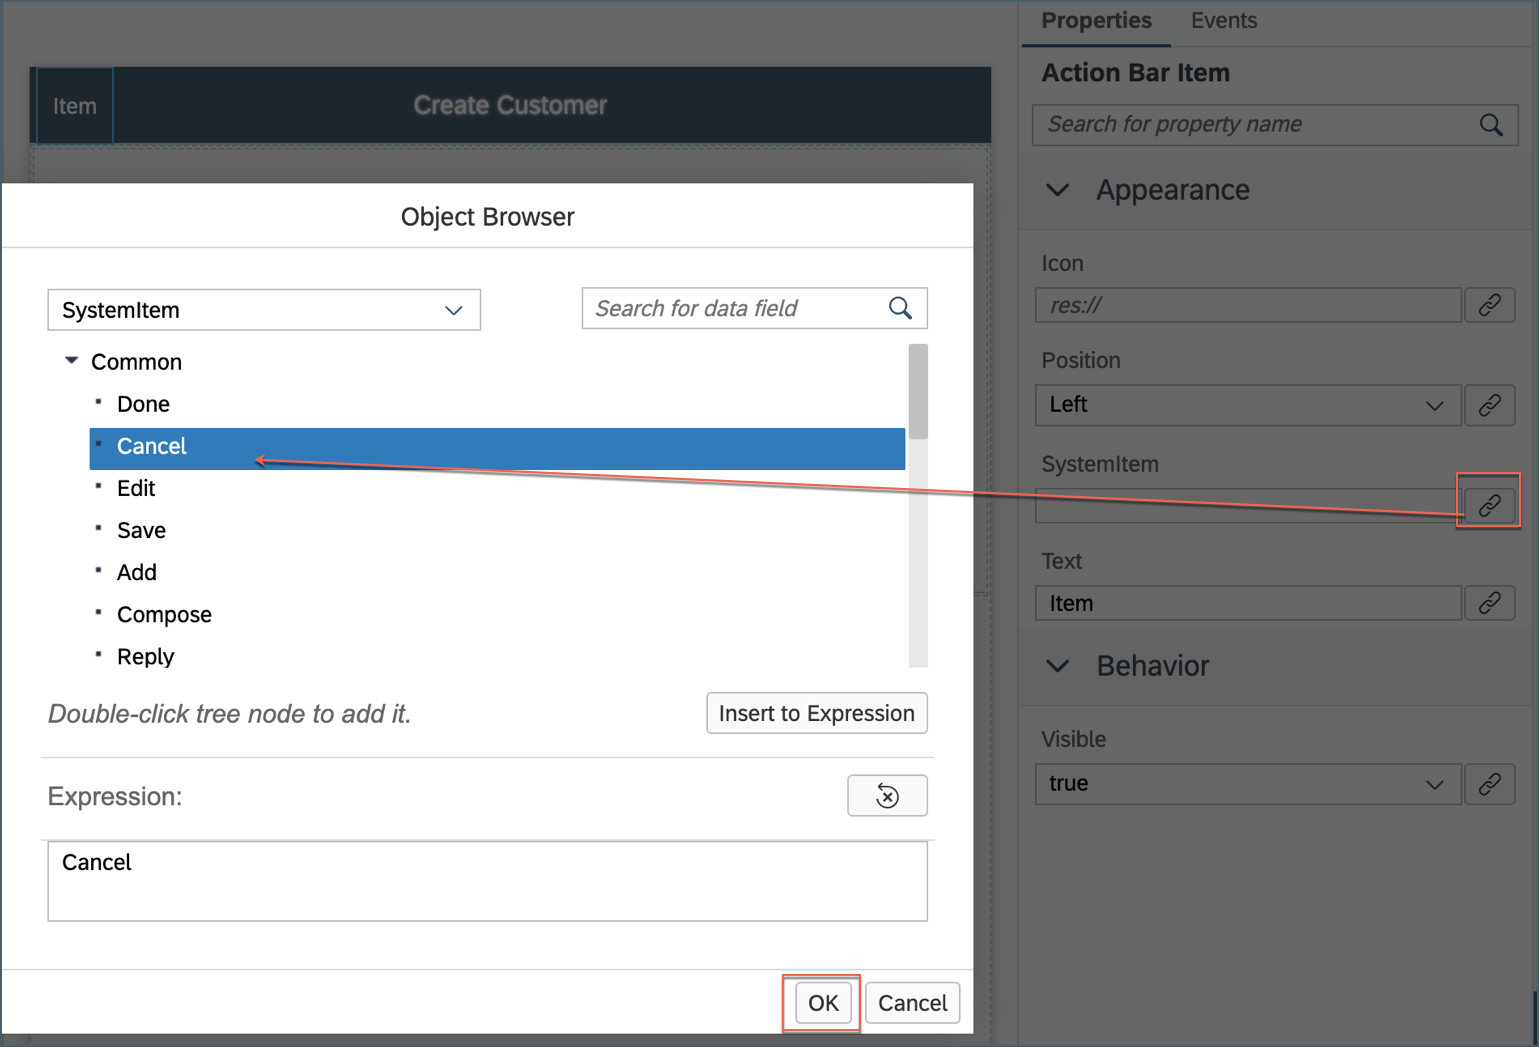 Properties Events
Action Bar Item
Item
Create Customer
Search for property name
Appearance
Object Browser
Icon
res://
SystemItem
Search for data field
Common
Position
Left
Done
Cancel
SystemItem
Edit
Save
Add
Text
Item
Compose
Reply
Behavior
Double-click tree node to add it.
Insert to Expression
Visible
true
Expression:
Cancel
OK
Cancel